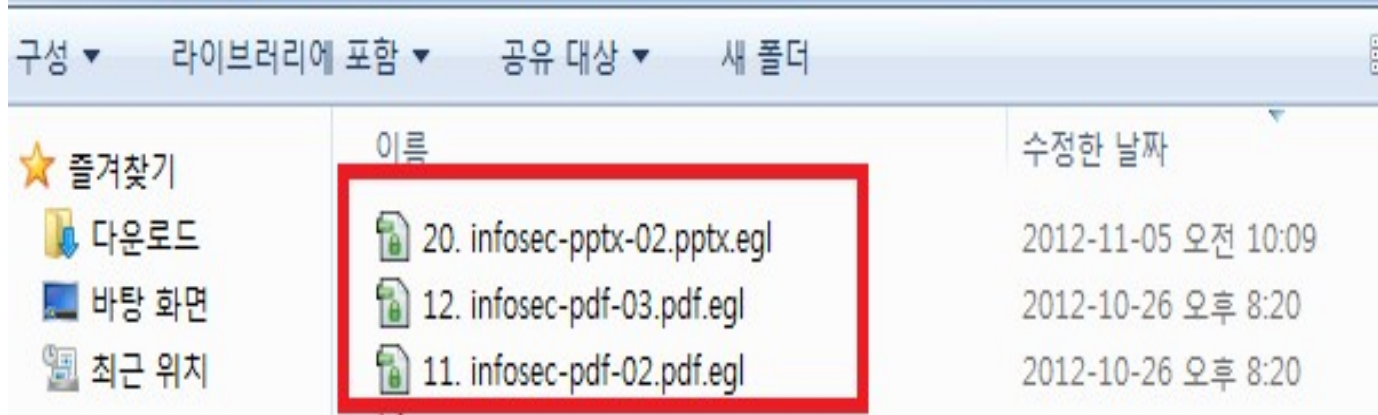 구성 ▼ 라이브러리에 포함 ▼ 공유 대상 ▼ 새 폴더
이름 수정한 날짜
즐겨찾기
다운로드 20. infosec-pptx-02.pptx.egl 2012-11-05 오전 10:09
바탕 화면 12. infosec-pdf-03.pdf.egl 2012-10-26 오후 8:20
최근 위치 11. infosec-pdf-02.pdf.egl 2012-10-26 오후 8:20